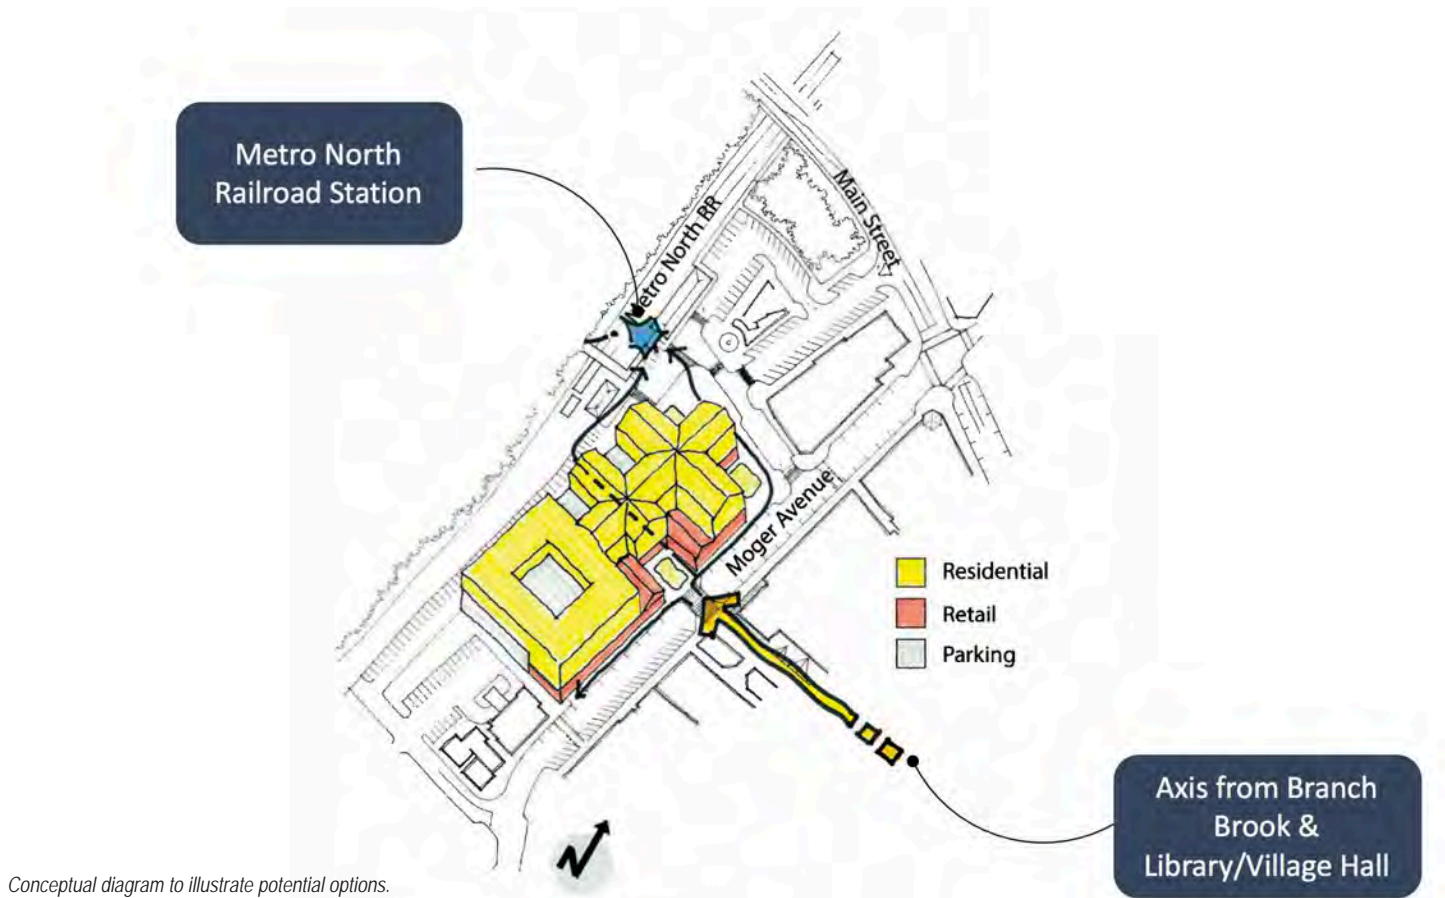 Metro North
Railroad Station
Main Street
Metro North RR
Moger Avenue
Residential
Retail
Parking
Axis from Branch
Brook &
Library/Village Hall
N
Conceptual diagram to illustrate potential options.